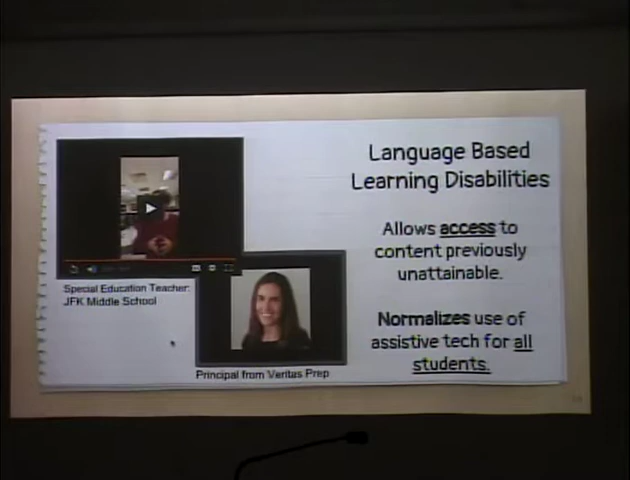 Language Based
Learning Disabilities
Allows access to
content previously
unattainable.
Normalizes use of
assistive tech for all
students.
Special Education Teacher:
JFK Middle School
Principal from Veritas Prep